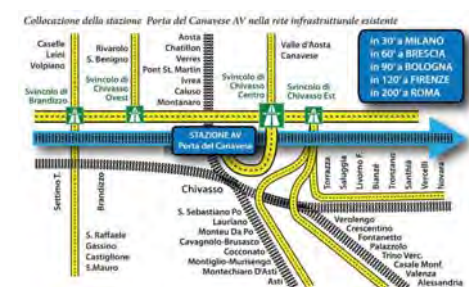 Collocazione della stazione Porta del Canavese AV nella rete infrastrutturale esistente
Caselle
Leini
Volpiano
Rivarolo
S. Benigno
Aosta
Chatillon
Verres
Pont St. Martin
Ivrea
Caluso
Montanaro
Valle d'Aosta
Canavese
in 30' a MILANO
in 60' a BRESCIA
in 90' a BOLOGNA
in 120' a FIRENZE
in 200' a ROMA
Svincolo di
Brandizzo
Svincolo di
Chivasso
Ovest
Svincolo di
Chivasso
Centro
Svincolo di
Chivasso Est
STAZIONE AV
Porta del Canavese
Settimo T.
Brandizzo
Chivasso
Torrazza
Saluggia
Livorno F.
Bianzè
Tronzano
Santhià
Vercelli
Novara
S. Raffaele
Gassino
Castiglione
S.Mauro
S. Sebastiano Po
Lauriano
Monteu Da Po
Cavagnolo-Brusasco
Cocconato
Montiglio-Murisengo
Montechiaro D'Asti
Asti
Verolengo
Crescentino
Fontanetto
Palazzolo
Trino Verc.
Casale Monf.
Valenza
Alessandria